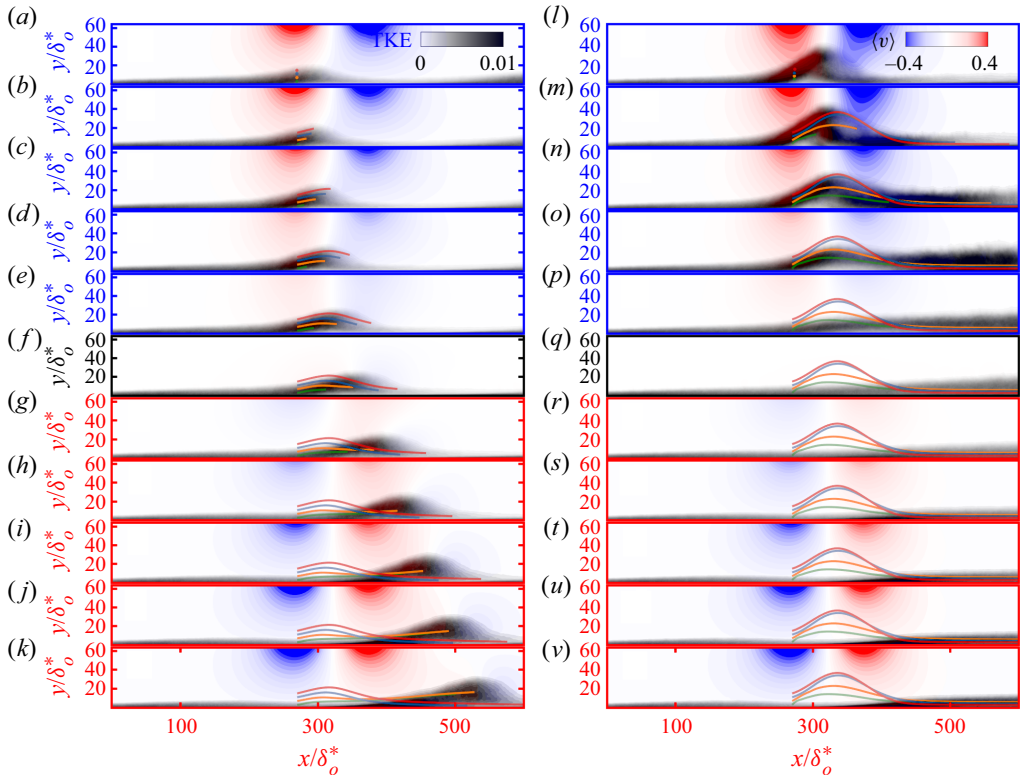 (a) 60 40 20 y/δ*o TKE 0 0.01
(b) 60 40 20 y/δ*o
(c) 60 40 20 y/δ*o
(d) 60 40 20 y/δ*o
(e) 60 40 20 y/δ*o
(f) 60 40 20 y/δ*o
(g) 60 40 20 y/δ*o
(h) 60 40 20 y/δ*o
(i) 60 40 20 y/δ*o
(j) 60 40 20 y/δ*o
(k) 60 40 20 0 y/δ*o
100 300 500
x/δ*o
(l) 60 40 20 ⟨v⟩ −0.4 0.4
(m) 60 40 20
(n) 60 40 20
(o) 60 40 20
(p) 60 40 20
(q) 60 40 20
(r) 60 40 20
(s) 60 40 20
(t) 60 40 20
(u) 60 40 20
(v) 60 40 20 0
100 300 500
x/δ*o